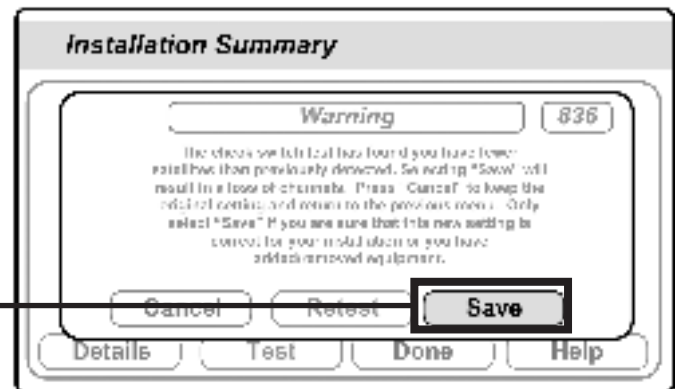 Installation Summary
Warning
836
The check switch test has found you have fewer
satellites than previously detected. Selecting "Save" will
result in a loss of channels. Press "Cancel" to keep the
original setting and return to the previous menu. Only
select "Save" if you are sure that this new setting is
correct for your installation or you have
added/removed equipment.
Cancel
Retest
Save
Details
Test
Done
Help